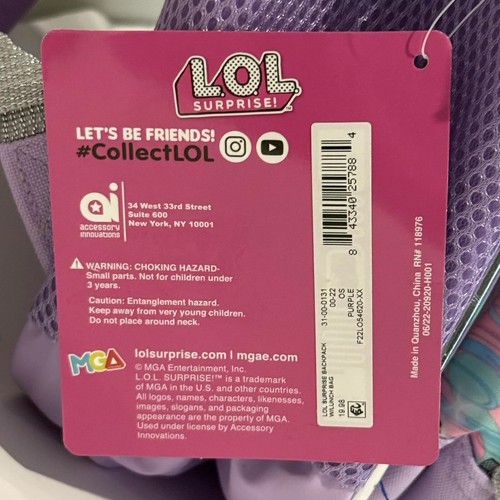 L.O.L.
SURPRISE!
LET'S BE FRIENDS!
#CollectLOL
ai
accessory
innovations
34 West 33rd Street
Suite 600
New York, NY 10001
WARNING: CHOKING HAZARD-
Small parts. Not for children under
3 years.
Caution: Entanglement hazard.
Keep away from very young children.
Do not place around neck.
MGA
lolsurprise.com | mgae.com
© MGA Entertainment, Inc.
L.O.L. SURPRISE!™ is a trademark
of MGA in the U.S. and other countries.
All logos, names, characters, likenesses,
images, slogans, and packaging
appearance are the property of MGA.
Used under license by Accessory
Innovations.
8 43340 25788 4
31-00-0131
00-22
OS
PURPLE
F22LO54620-XX
LOL SURPRISE BACKPACK
W/LUNCH BAG
19.98
Made in Quanzhou, China RN# 118976
06/22-20920-H001